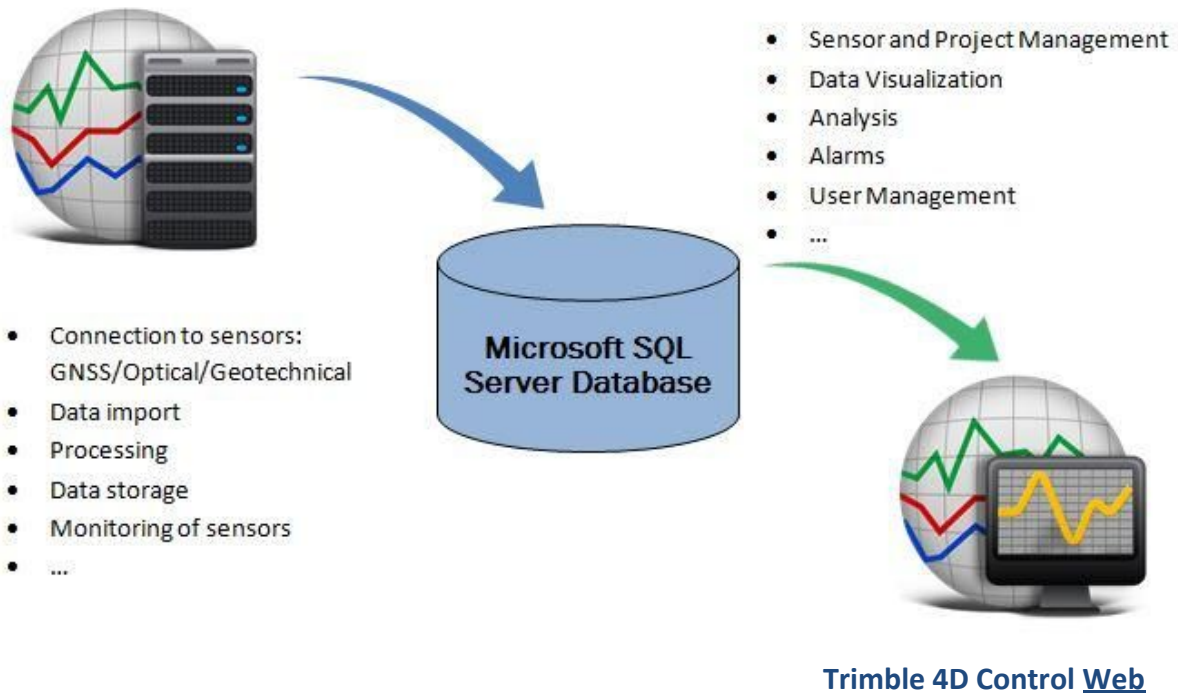 • Sensor and Project Management
• Data Visualization
• Analysis
• Alarms
• User Management
• ...
Microsoft SQL
Server Database
• Connection to sensors:
GNSS/Optical/Geotechnical
• Data import
• Processing
• Data storage
• Monitoring of sensors
• ...
Trimble 4D Control Web